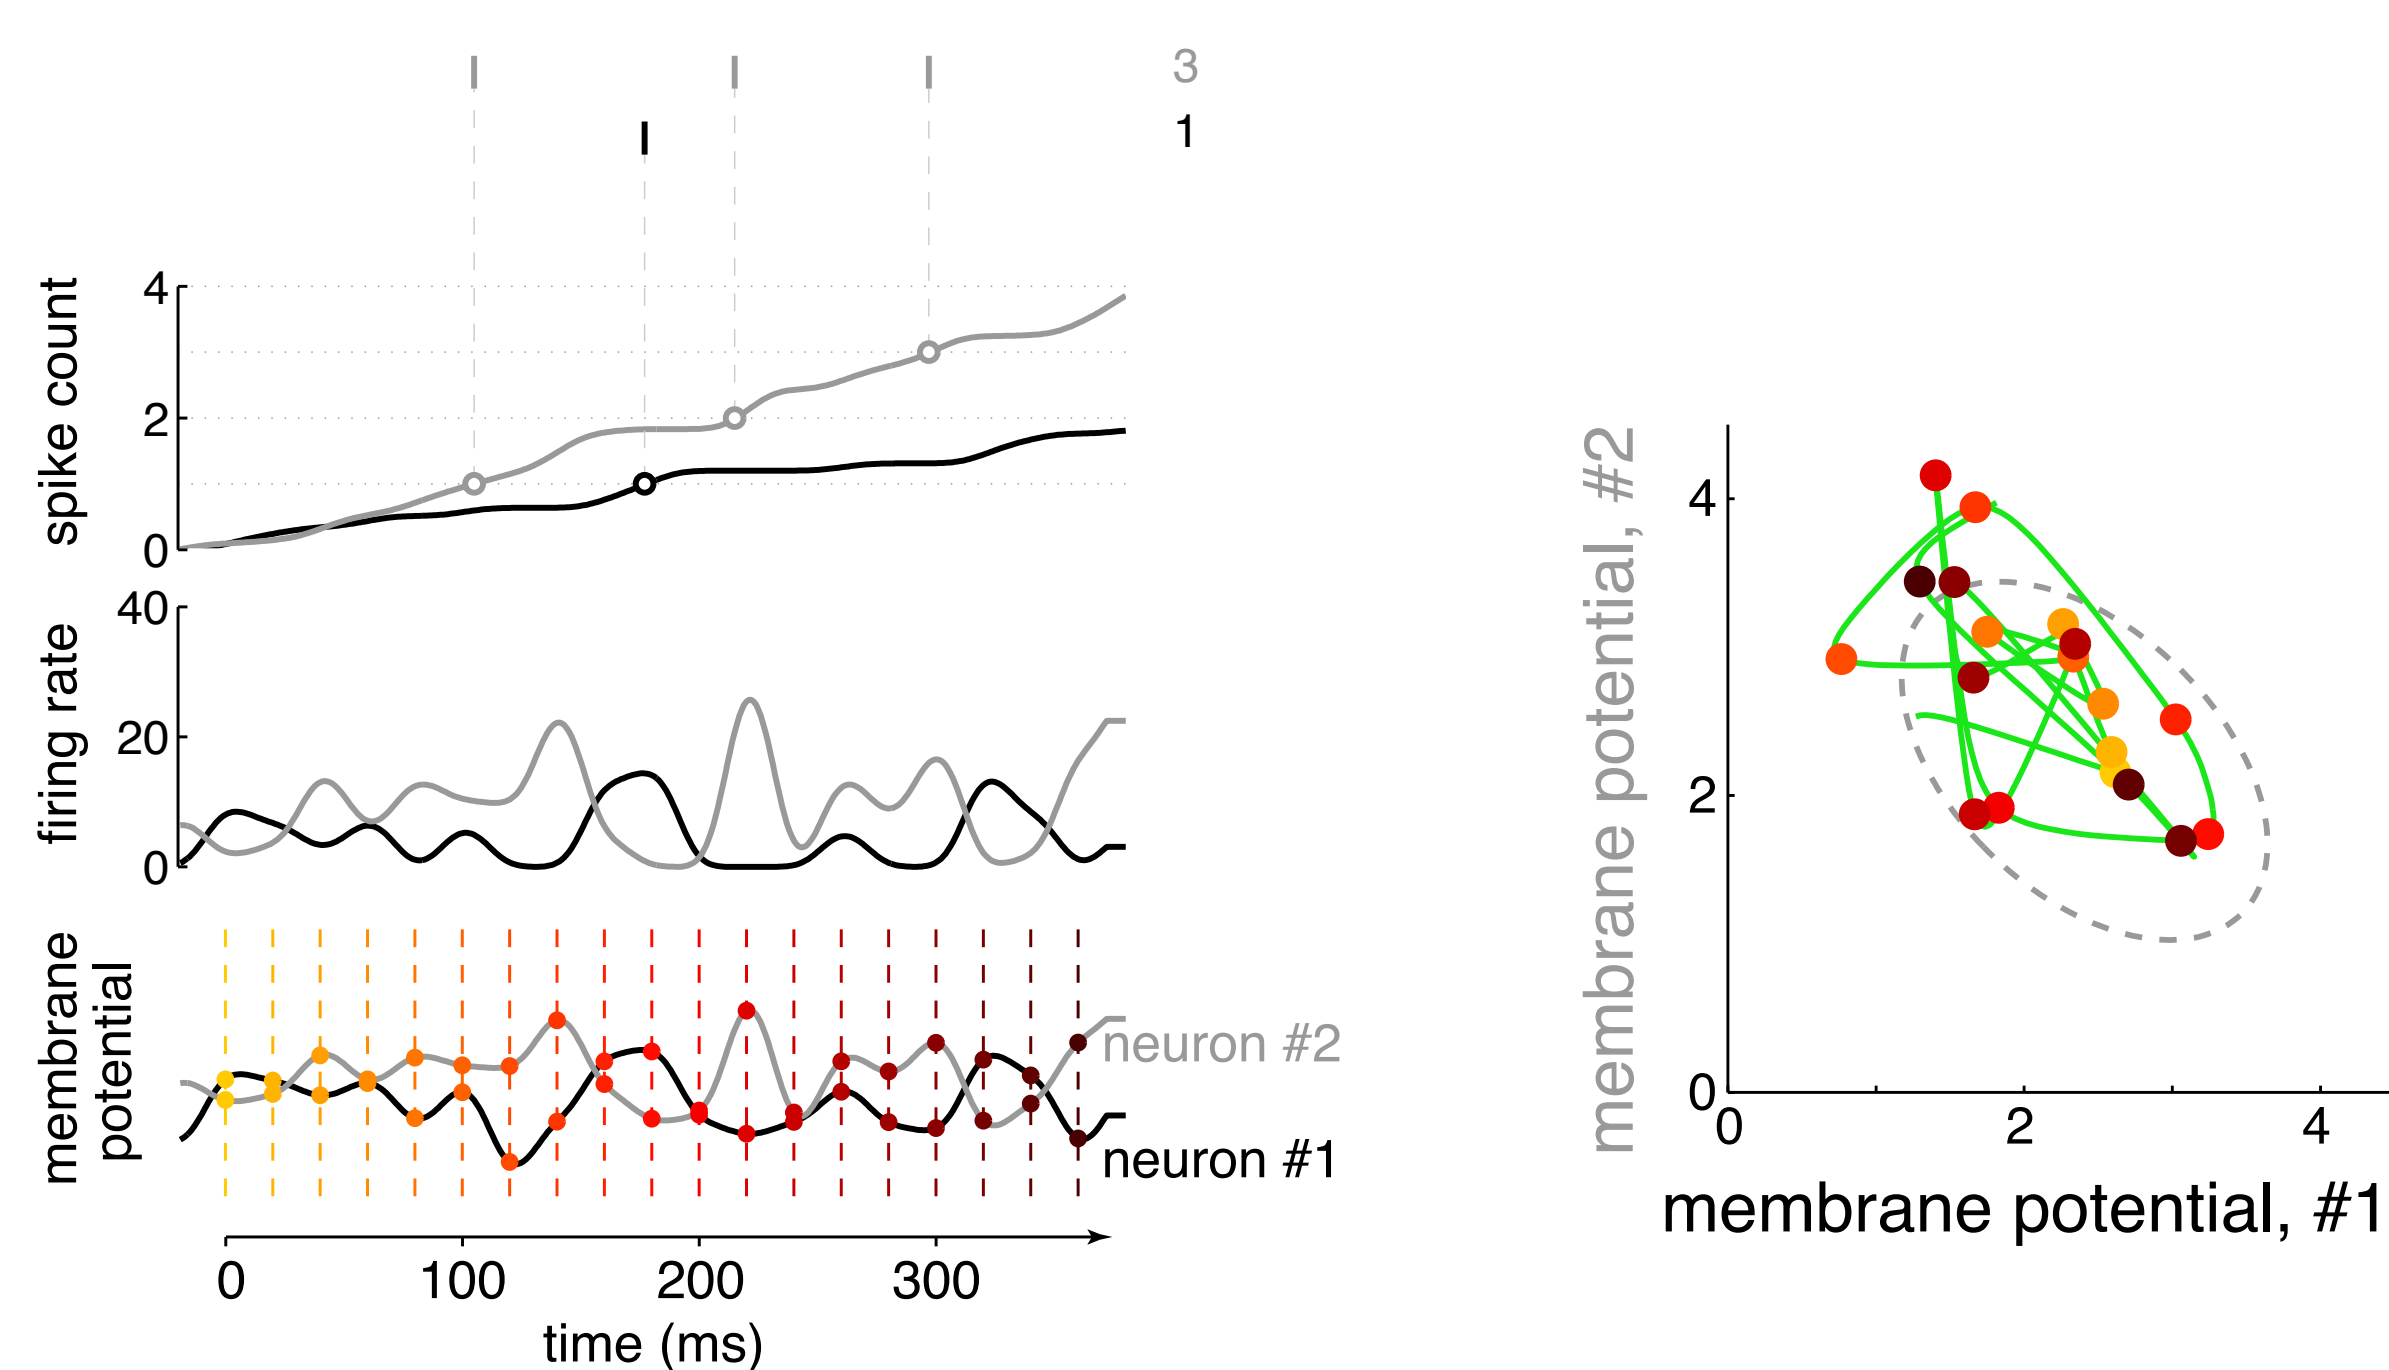 3
1
spike count
4
2
0
firing rate
40
20
0
membrane
potential
neuron #2
neuron #1
0 100 200 300
time (ms)
membrane potential, #2
4
2
0
0 2 4
membrane potential, #1